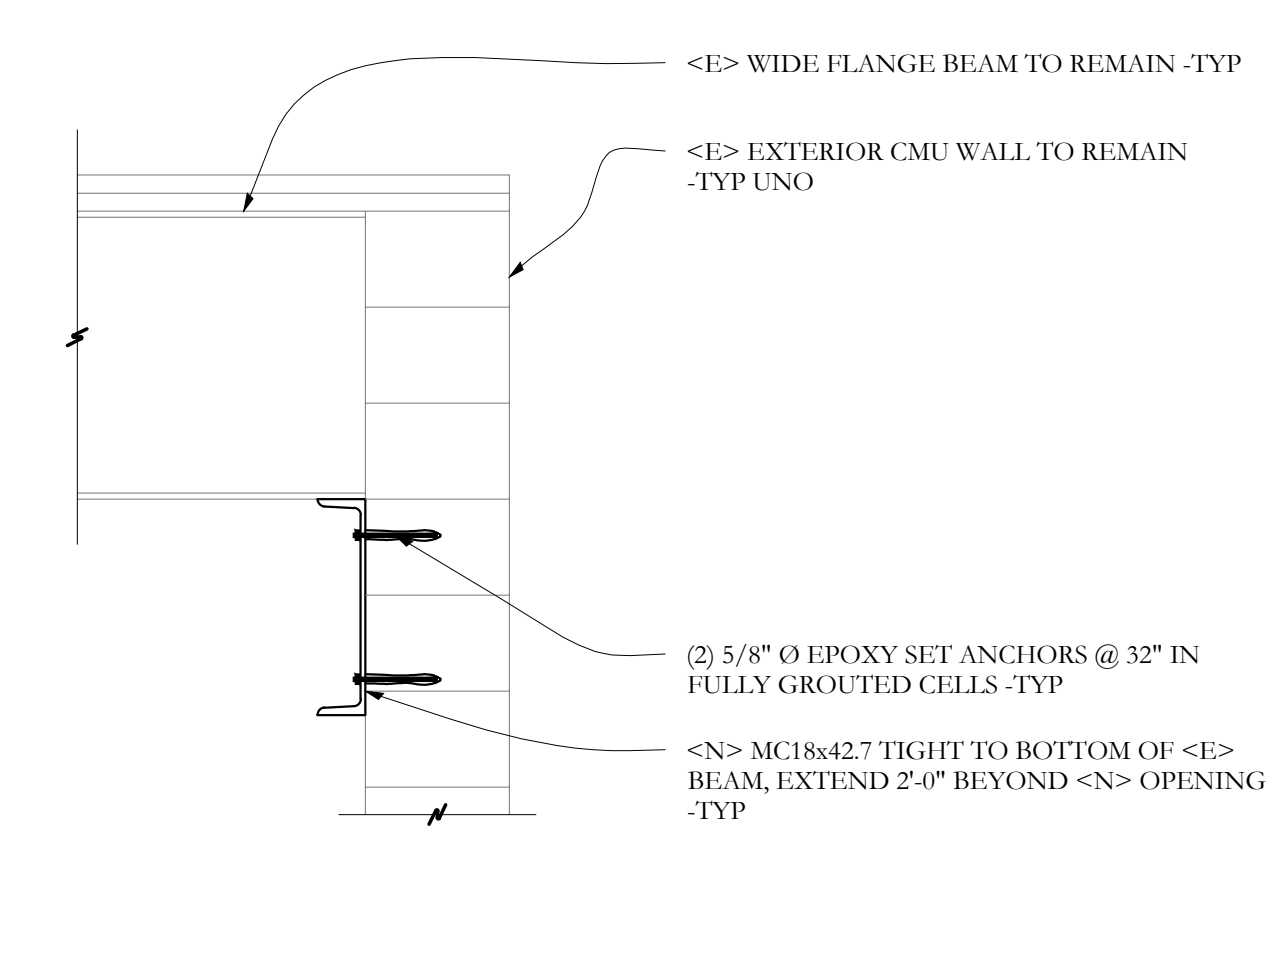 <E> WIDE FLANGE BEAM TO REMAIN -TYP
<E> EXTERIOR CMU WALL TO REMAIN
-TYP UNO
(2) 5/8" Ø EPOXY SET ANCHORS @ 32" IN
FULLY GROUTED CELLS -TYP
<N> MC18x42.7 TIGHT TO BOTTOM OF <E>
BEAM, EXTEND 2'-0" BEYOND <N> OPENING
-TYP